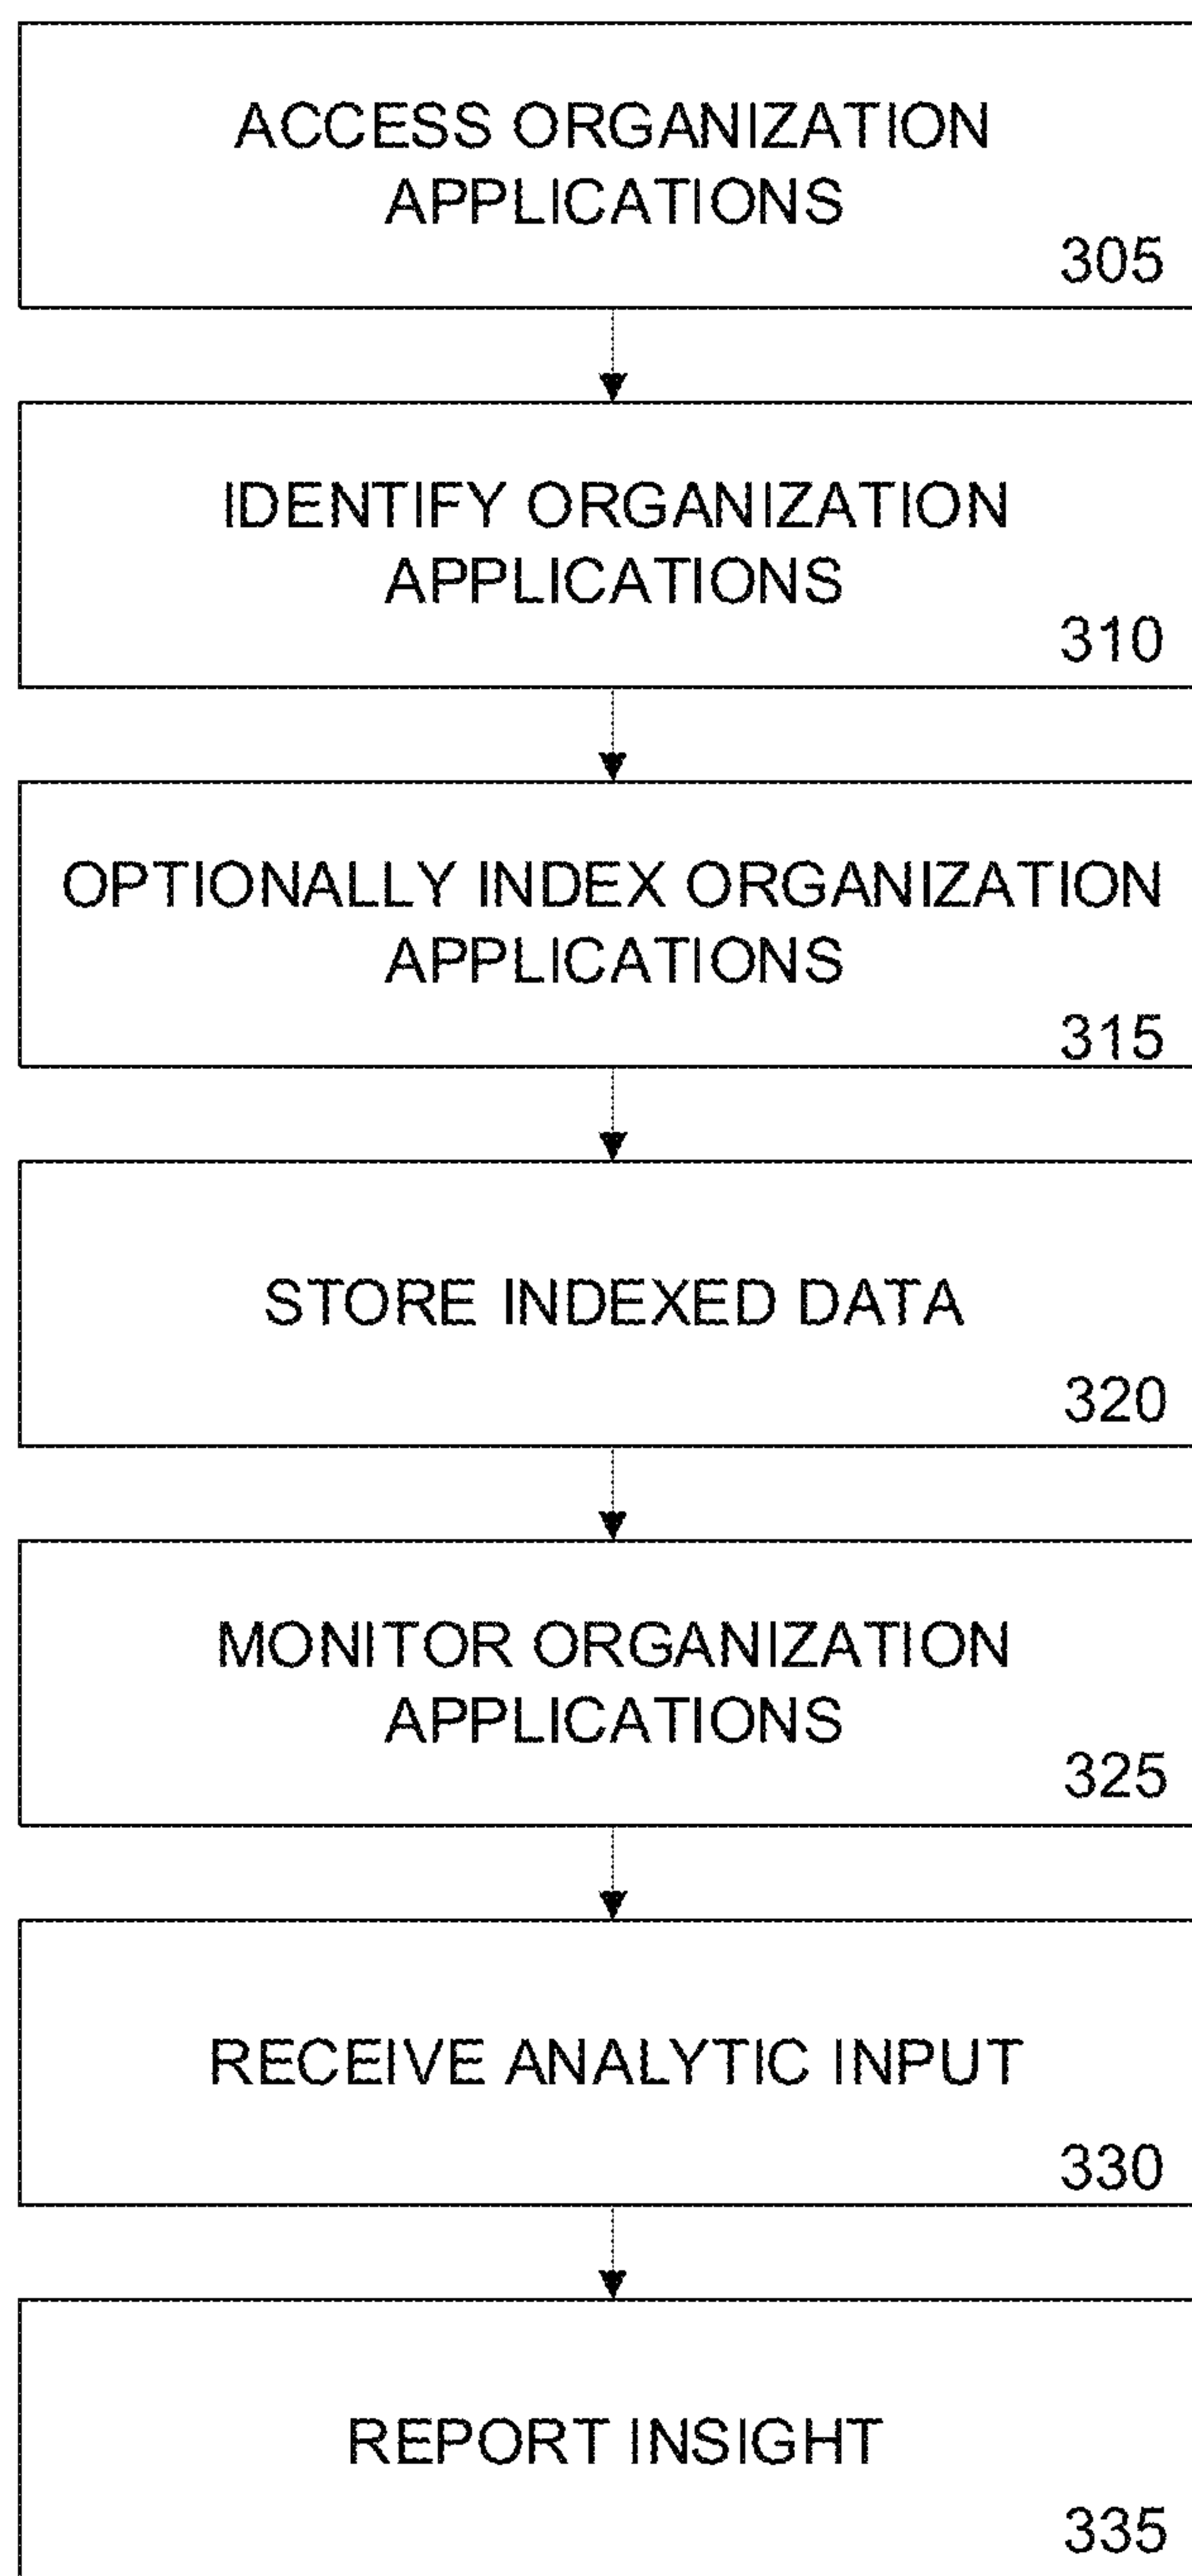 ACCESS ORGANIZATION
APPLICATIONS
305
IDENTIFY ORGANIZATION
APPLICATIONS
310
OPTIONALLY INDEX ORGANIZATION
APPLICATIONS
315
STORE INDEXED DATA
320
MONITOR ORGANIZATION
APPLICATIONS
325
RECEIVE ANALYTIC INPUT
330
REPORT INSIGHT
335